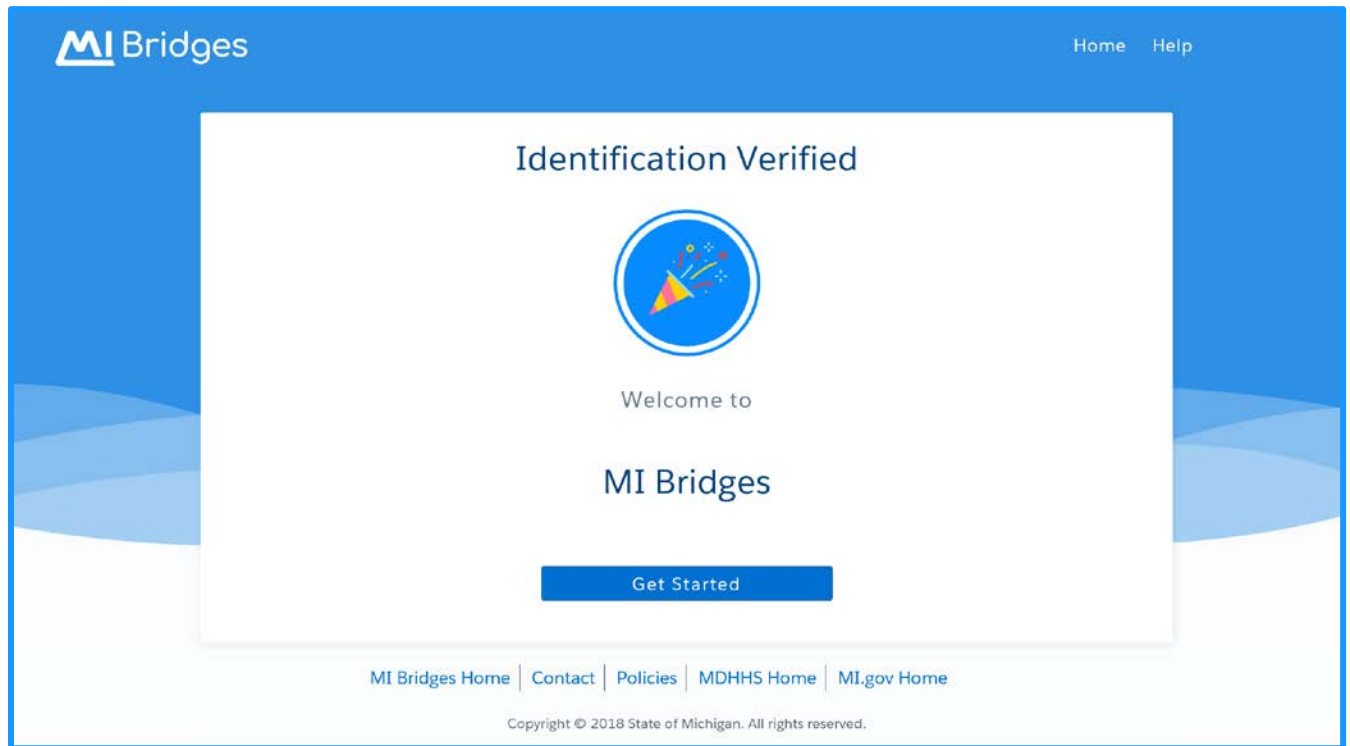 MI Bridges
Home Help
Identification Verified
Welcome to
MI Bridges
Get Started
MI Bridges Home | Contact | Policies | MDHHS Home | MI.gov Home
Copyright © 2018 State of Michigan. All rights reserved.